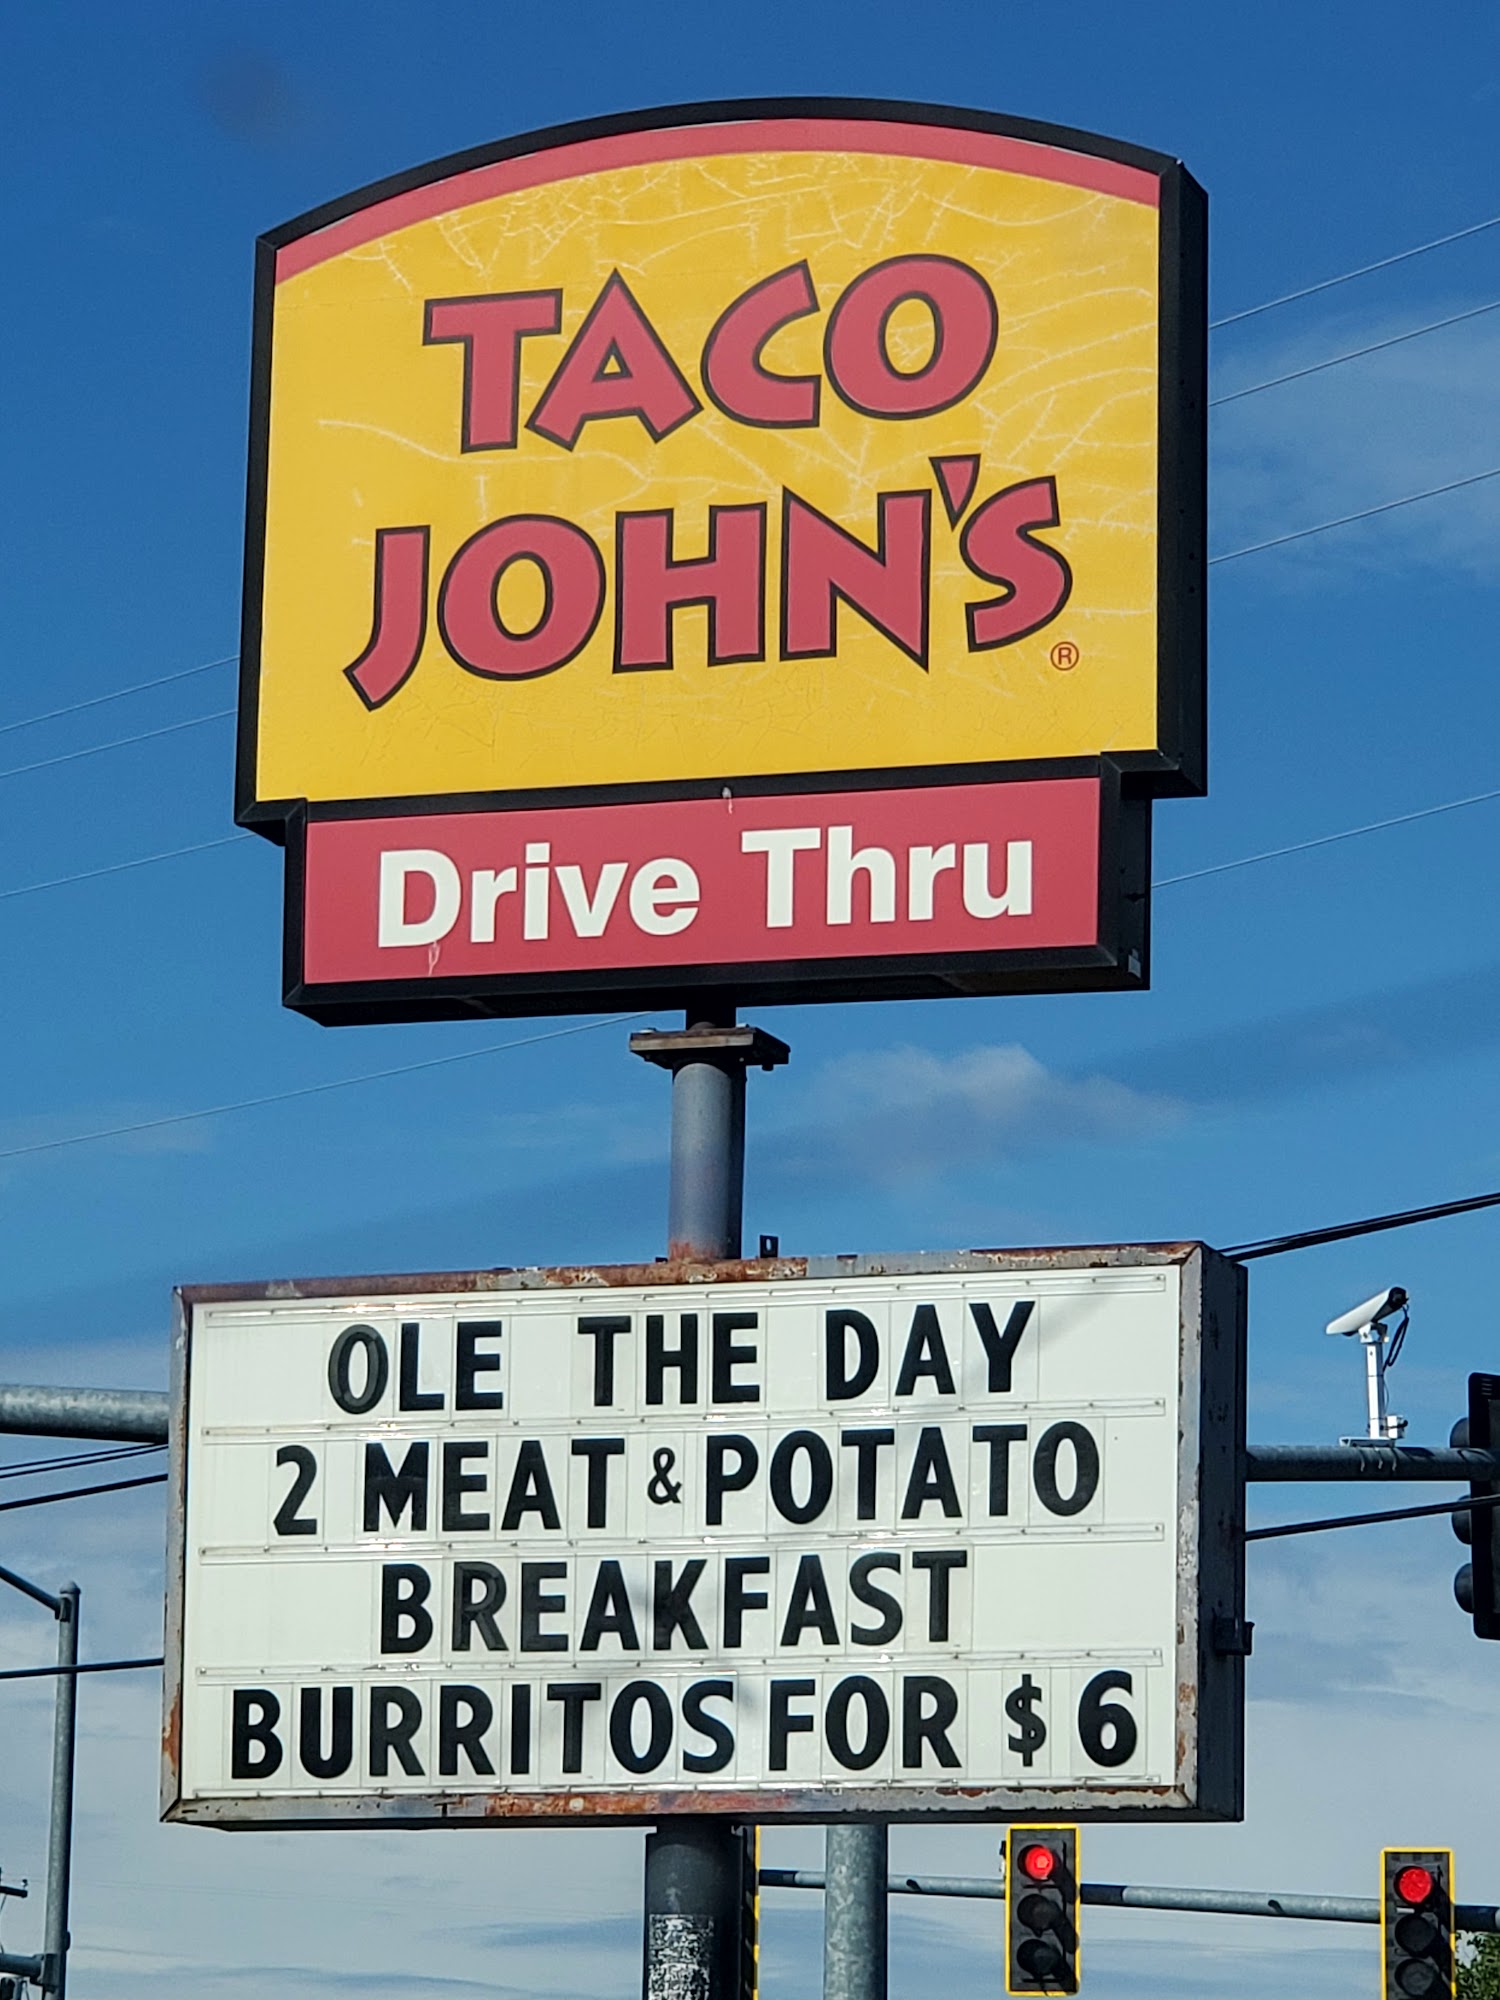 TACO
JOHN'S®
Drive Thru
OLE THE DAY
2 MEAT & POTATO
BREAKFAST
BURRITOS FOR $6